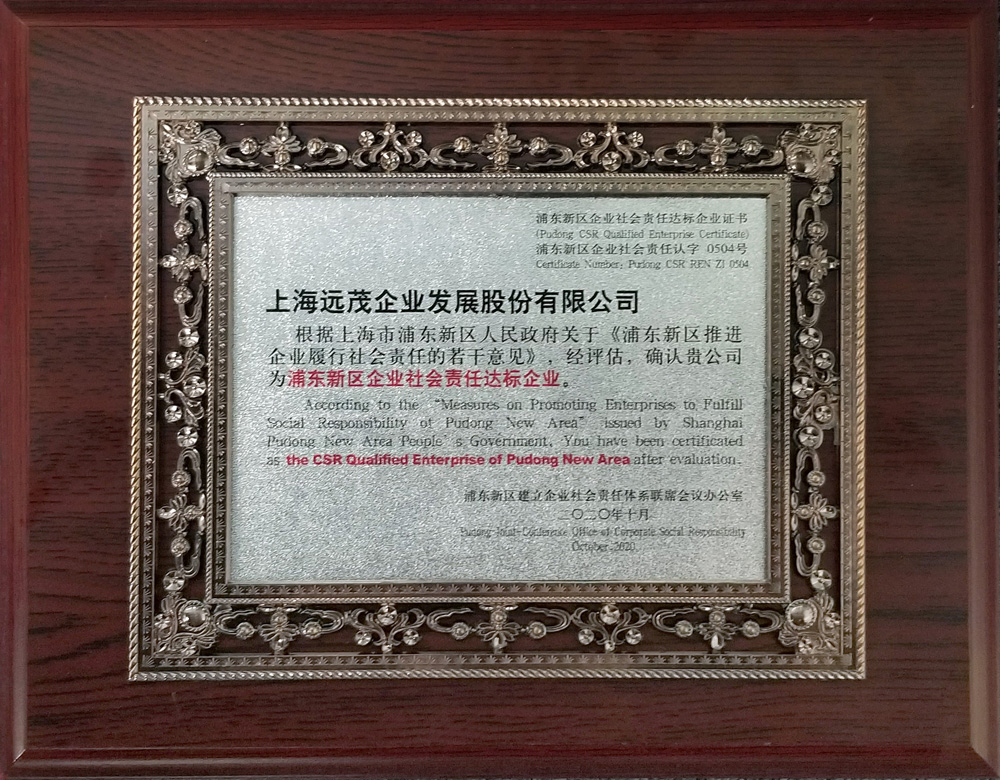 浦东新区企业社会责任达标企业证书
(Pudong CSR Qualified Enterprise Certificate)
浦东新区企业社会责任认字 0504号
Certificate Number: Pudong CSR REN ZI 0504
上海远茂企业发展股份有限公司
根据上海市浦东新区人民政府关于《浦东新区推进
企业履行社会责任的若干意见》，经评估，确认贵公司
为浦东新区企业社会责任达标企业。
According to the “Measures on Promoting Enterprises to Fulfill
Social Responsibility of Pudong New Area” issued by Shanghai
Pudong New Area People’s Government, You have been certificated
as the CSR Qualified Enterprise of Pudong New Area after evaluation.
浦东新区建立企业社会责任体系联席会议办公室
二〇二〇年十月
Pudong Joint-Conference Office of Corporate Social Responsibility
October, 2020